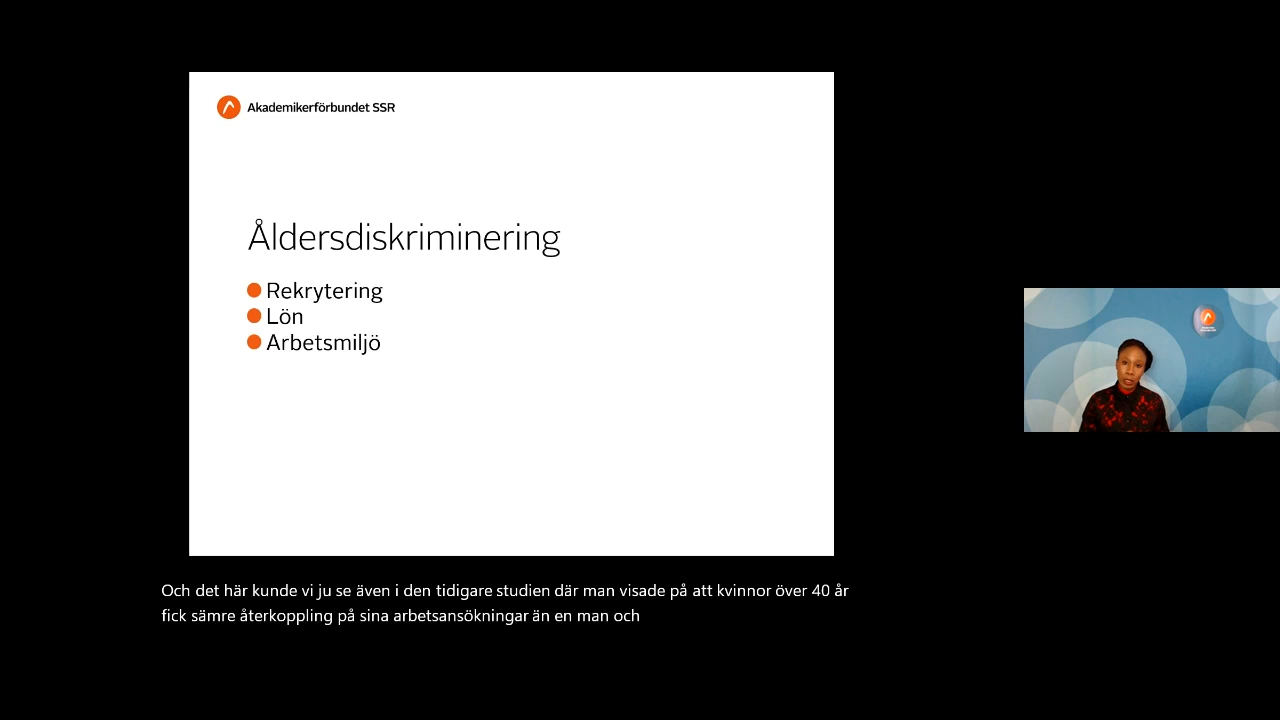 Akademikerförbundet SSR
Åldersdiskriminering
Rekrytering
Lön
Arbetsmiljö
Och det här kunde vi ju se även i den tidigare studien där man visade på att kvinnor över 40 år
fick sämre återkoppling på sina arbetsansökningar än en man och